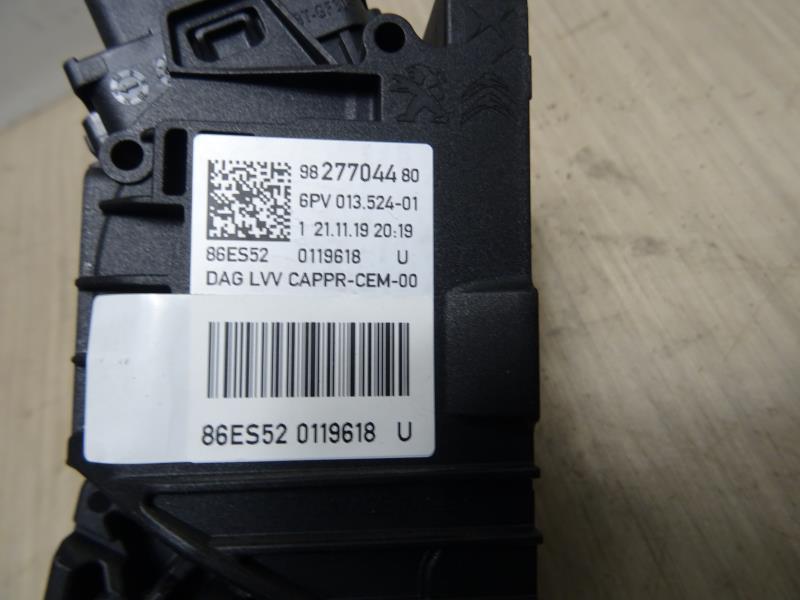 98 277044 80
6PV 013.524-01
1 21.11.19 20:19
86ES52 0119618 U
DAG LVV CAPPR-CEM-00
86ES52 0119618 U